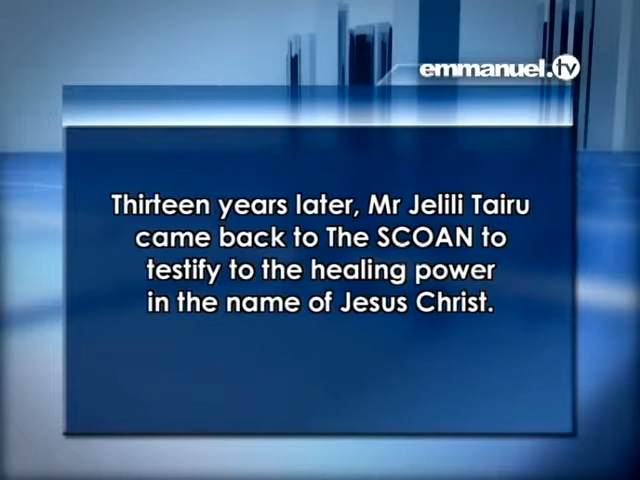 emmanuel.tv
Thirteen years later, Mr Jelili Tairu
came back to The SCOAN to
testify to the healing power
in the name of Jesus Christ.